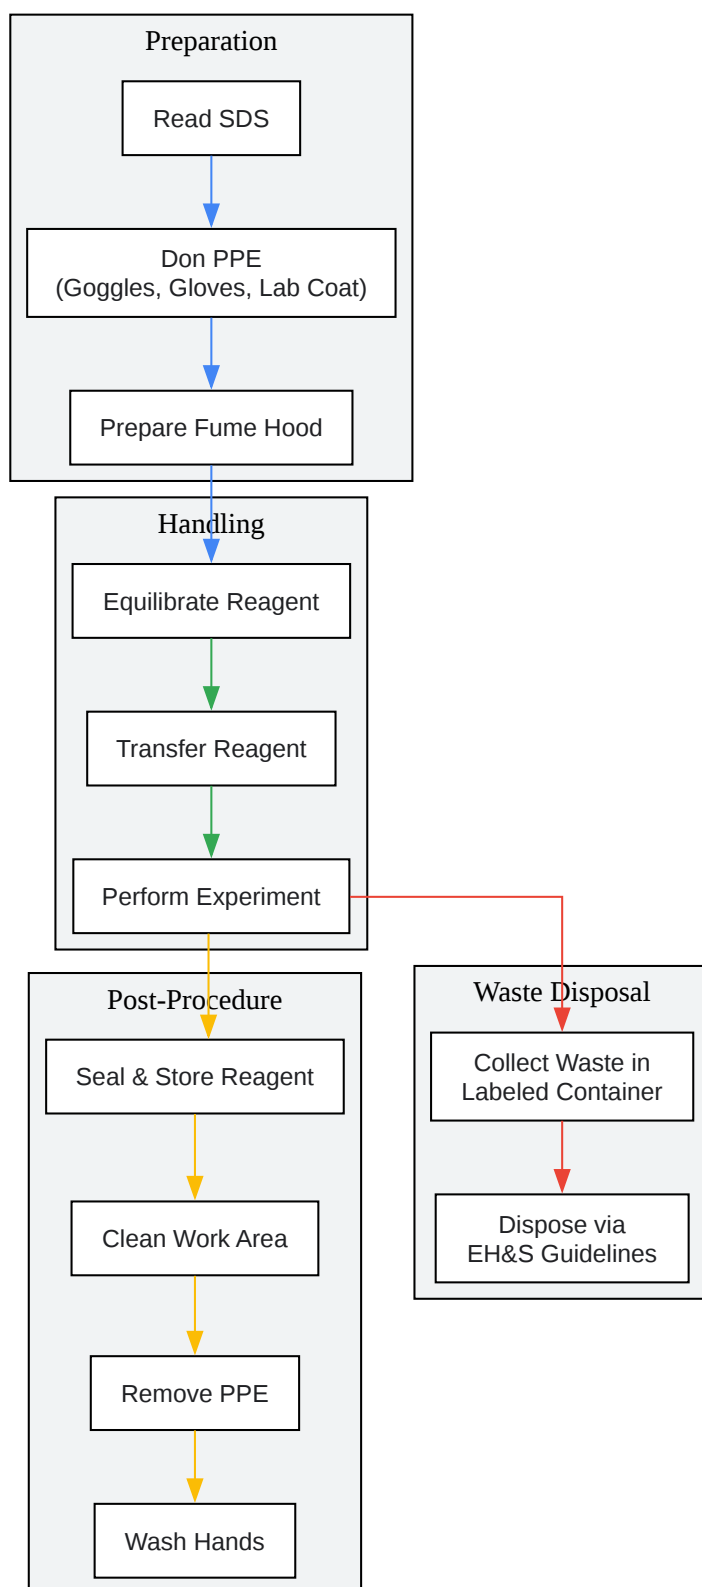 Preparation
Read SDS
Don PPE
(Goggles, Gloves, Lab Coat)
Prepare Fume Hood
Handling
Equilibrate Reagent
Transfer Reagent
Perform Experiment
Post-Procedure
Seal & Store Reagent
Clean Work Area
Remove PPE
Wash Hands
Waste Disposal
Collect Waste in
Labeled Container
Dispose via
EH&S Guidelines